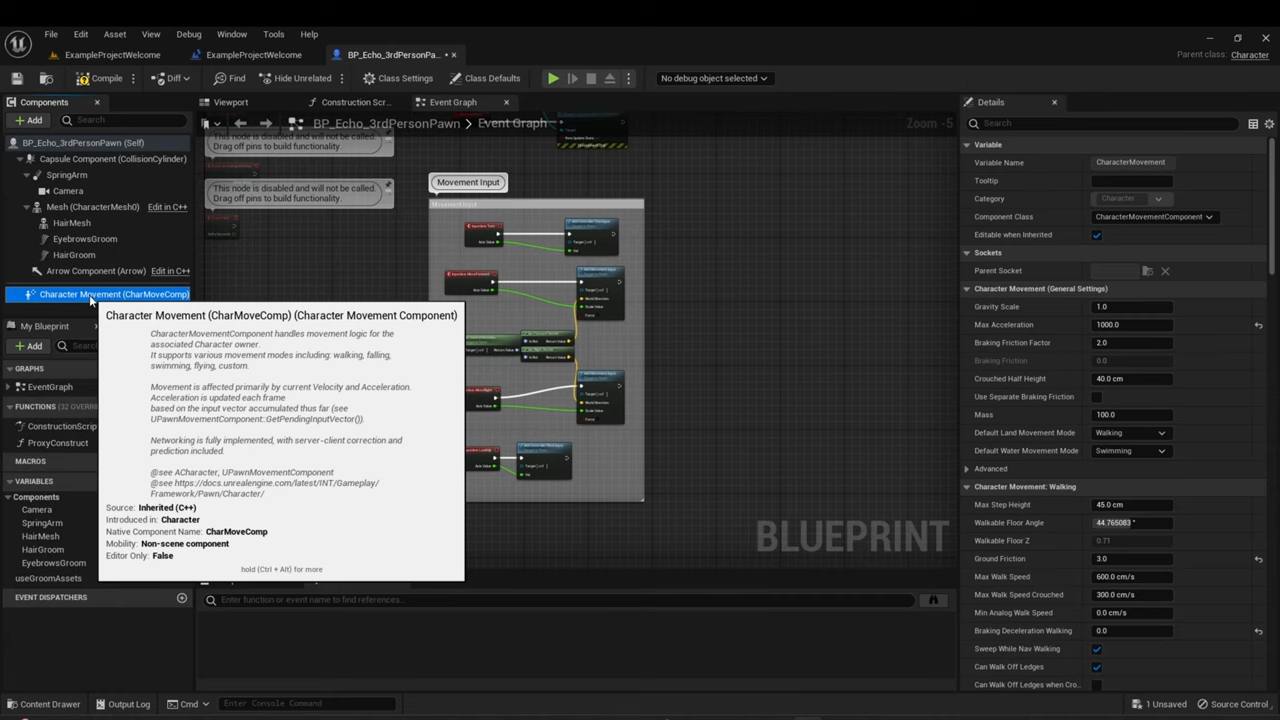 File Edit Asset View Debug Window Tools Help
ExampleProjectWelcome
ExampleProjectWelcome
BP_Echo_3rdPersonPa...
Parent class: Character
Compile
Diff
Find
Hide Unrelated
Class Settings
Class Defaults
No debug object selected
Components
Viewport
Construction Scr...
Event Graph
Details
Add
Search
BP_Echo_3rdPersonPawn > Event Graph
Zoom -5
Search
BP_Echo_3rdPersonPawn (Self)
Capsule Component (CollisionCylinder)
SpringArm
Camera
Mesh (CharacterMesh0) Edit in C++
HairMesh
EyebrowsGroom
HairGroom
Arrow Component (Arrow) Edit in C++
Character Movement (CharMoveComp)
This node is disabled and will not be called.
Drag off pins to build functionality.
This node is disabled and will not be called.
Drag off pins to build functionality.
Movement Input
Movement Input
Character Movement (CharMoveComp) (Character Movement Component)
CharacterMovementComponent handles movement logic for the
associated Character owner.
It supports various movement modes including: walking, falling,
swimming, flying, custom.
Movement is affected primarily by current Velocity and Acceleration.
Acceleration is updated each frame
based on the input vector accumulated thus far (see
UPawnMovementComponent::GetPendingInputVector()).
Networking is fully implemented, with server-client correction and
prediction included.
@see ACharacter, UPawnMovementComponent
@see https://docs.unrealengine.com/latest/INT/Gameplay/
Framework/Pawn/Character/
Source: Inherited (C++)
Introduced in: Character
Native Component Name: CharMoveComp
Mobility: Non-scene component
Editor Only: False
hold (Ctrl + Alt) for more
My Blueprint
Add
GRAPHS
EventGraph
FUNCTIONS
ConstructionScrip
ProxyConstruct
MACROS
VARIABLES
Components
Camera
SpringArm
HairMesh
HairGroom
EyebrowsGroom
useGroomAssets
EVENT DISPATCHERS
Enter function or event name to find references...
Variable
Variable Name CharacterMovement
Tooltip
Category Character
Component Class CharacterMovementComponent
Editable when Inherited
Sockets
Parent Socket
Character Movement (General Settings)
Gravity Scale 1.0
Max Acceleration 1000.0
Braking Friction Factor 2.0
Braking Friction 0.0
Crouched Half Height 40.0 cm
Use Separate Braking Friction
Mass 100.0
Default Land Movement Mode Walking
Default Water Movement Mode Swimming
Advanced
Character Movement: Walking
Max Step Height 45.0 cm
Walkable Floor Angle 44.765083 °
Walkable Floor Z 0.71
Ground Friction 3.0
Max Walk Speed 600.0 cm/s
Max Walk Speed Crouched 300.0 cm/s
Min Analog Walk Speed 0.0 cm/s
Braking Deceleration Walking 0.0
Sweep While Nav Walking
Can Walk Off Ledges
Can Walk Off Ledges when Cro...
Content Drawer
Output Log
Cmd
Enter Console Command
1 Unsaved
Source Control